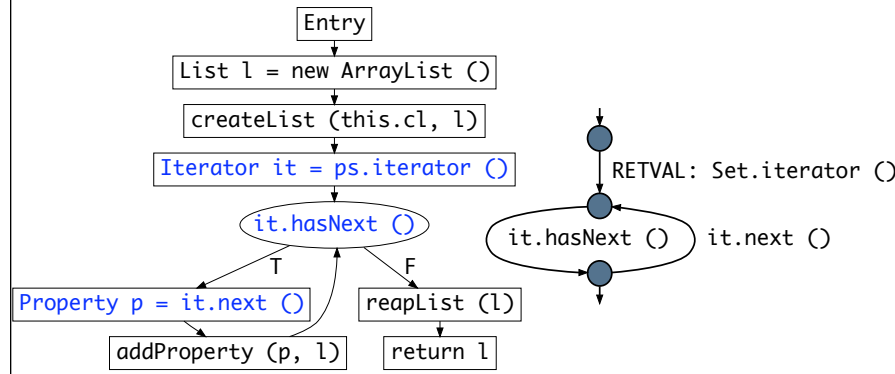 Entry
List l = new ArrayList ()
createList (this.cl, l)
Iterator it = ps.iterator ()
it.hasNext ()
T
F
Property p = it.next ()
reapList (l)
addProperty (p, l)
return l
RETVAL: Set.iterator ()
it.hasNext ()
it.next ()